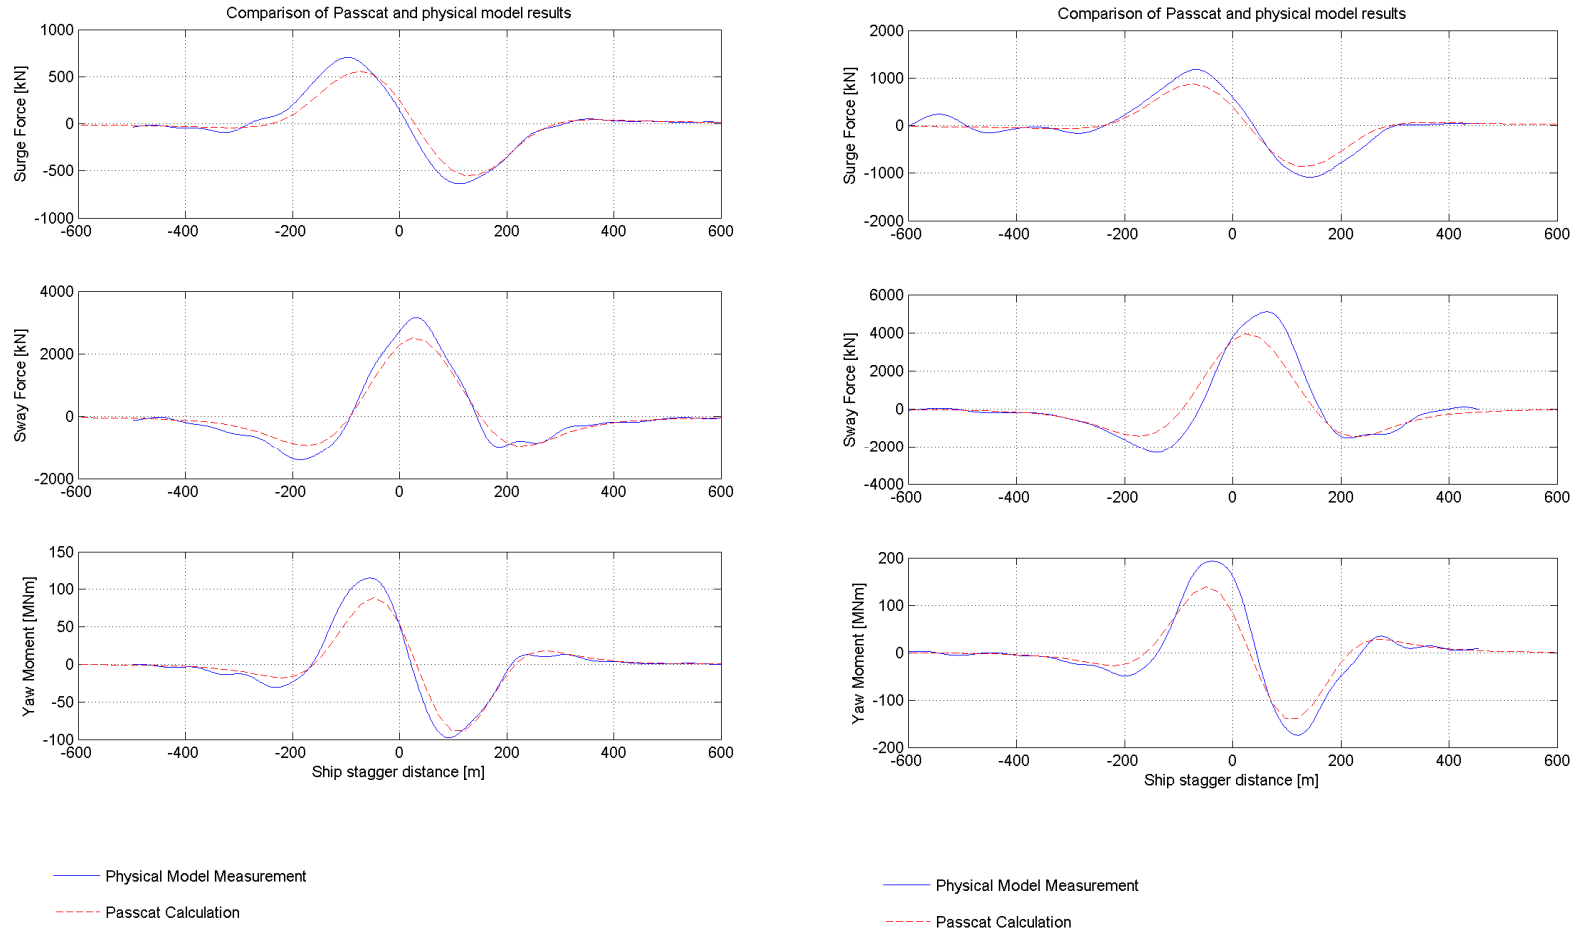 Comparison of Passcat and physical model results
1000
500
0
-500
-1000
Surge Force [kN]
-600 -400 -200 0 200 400 600
4000
2000
0
-2000
Sway Force [kN]
-600 -400 -200 0 200 400 600
150
100
50
0
-50
-100
Yaw Moment [MNm]
-600 -400 -200 0 200 400 600
Ship stagger distance [m]
Physical Model Measurement
Passcat Calculation
Comparison of Passcat and physical model results
2000
1000
0
-1000
-2000
Surge Force [kN]
-600 -400 -200 0 200 400 600
6000
4000
2000
0
-2000
-4000
Sway Force [kN]
-600 -400 -200 0 200 400 600
200
100
0
-100
-200
Yaw Moment [MNm]
-600 -400 -200 0 200 400 600
Ship stagger distance [m]
Physical Model Measurement
Passcat Calculation